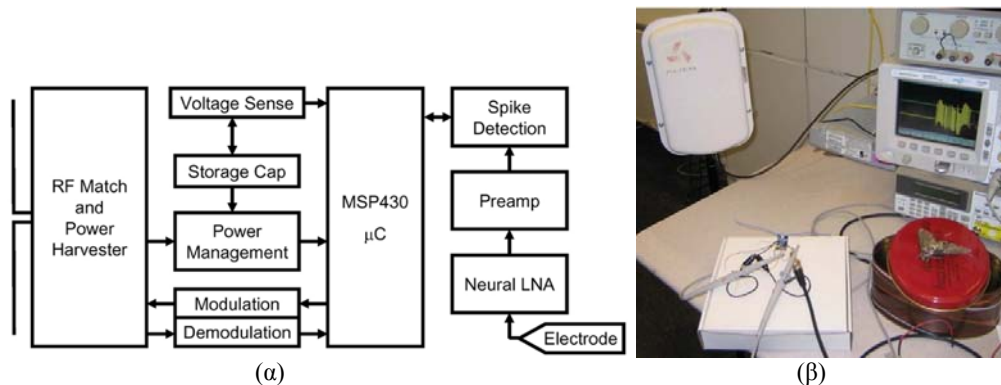 RF Match
and
Power
Harvester
Voltage Sense
Storage Cap
Power
Management
Modulation
Demodulation
MSP430
μC
Spike
Detection
Preamp
Neural LNA
Electrode
(α)
(β)